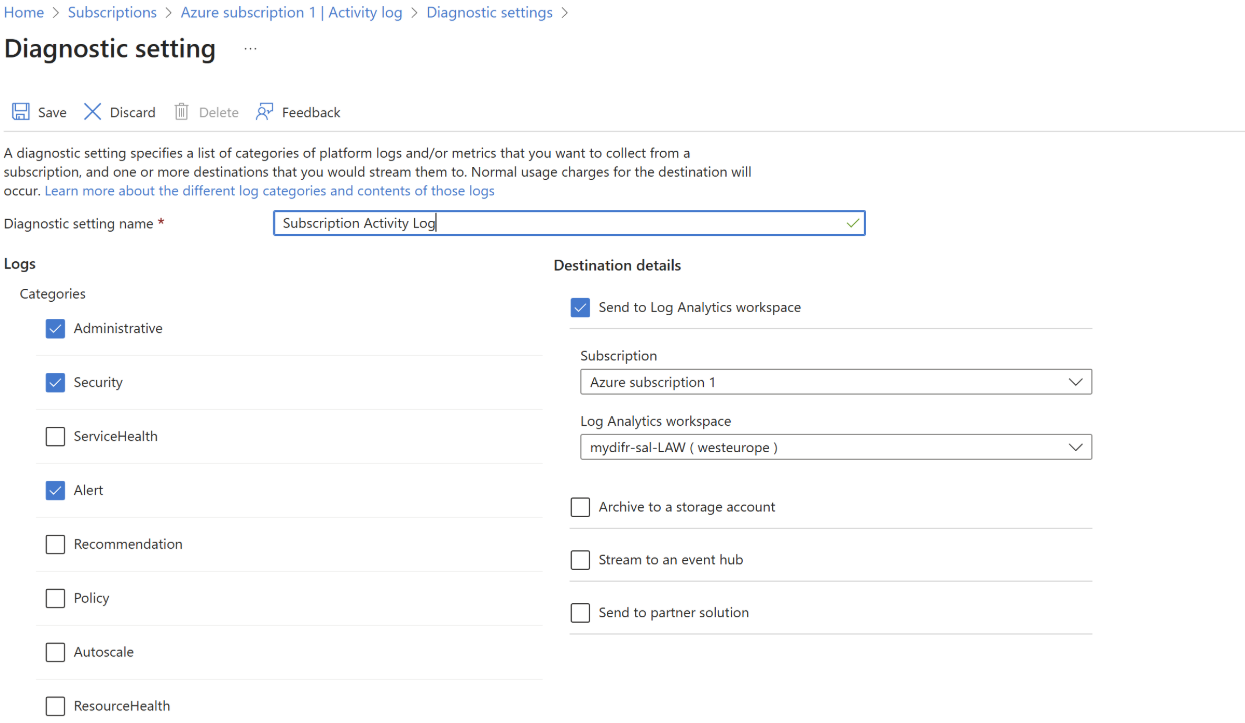 Home > Subscriptions > Azure subscription 1 | Activity log > Diagnostic settings >
Diagnostic setting ...
Save Discard Delete Feedback
A diagnostic setting specifies a list of categories of platform logs and/or metrics that you want to collect from a
subscription, and one or more destinations that you would stream them to. Normal usage charges for the destination will
occur. Learn more about the different log categories and contents of those logs
Diagnostic setting name *
Subscription Activity Log
Logs
Categories
Administrative
Security
ServiceHealth
Alert
Recommendation
Policy
Autoscale
ResourceHealth
Destination details
Send to Log Analytics workspace
Subscription
Azure subscription 1
Log Analytics workspace
mydifr-sal-LAW ( westeurope )
Archive to a storage account
Stream to an event hub
Send to partner solution